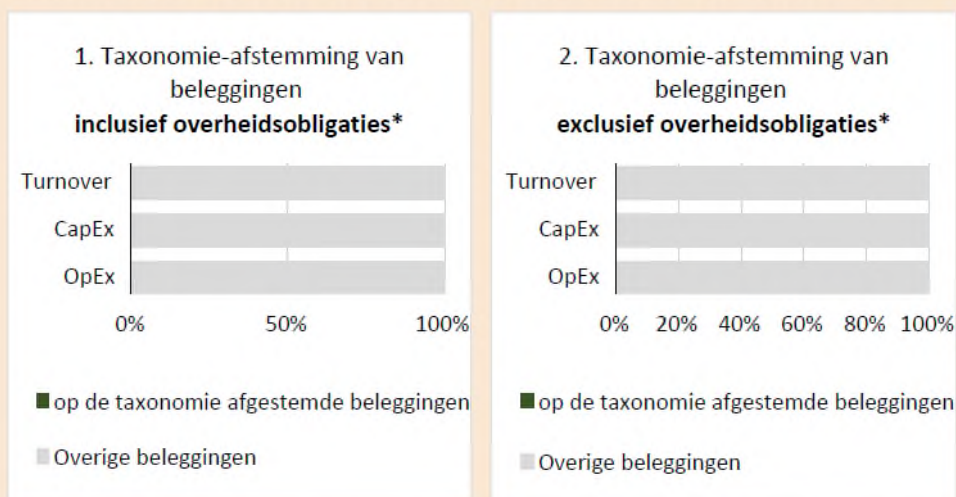 1. Taxonomie-afstemming van
beleggingen
inclusief overheidsobligaties*
Turnover
CapEx
OpEx
0% 50% 100%
op de taxonomie afgestemde beleggingen
Overige beleggingen
2. Taxonomie-afstemming van
beleggingen
exclusief overheidsobligaties*
Turnover
CapEx
OpEx
0% 20% 40% 60% 80% 100%
op de taxonomie afgestemde beleggingen
Overige beleggingen